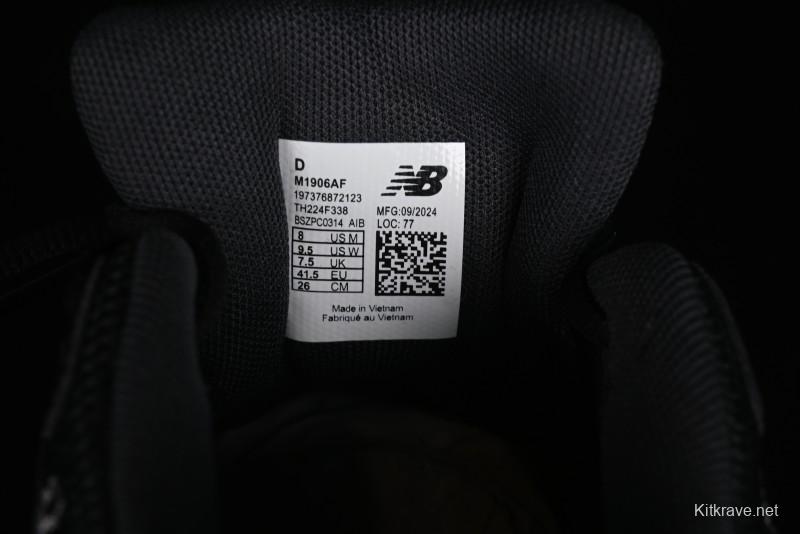 D
M1906AF
197376872123
TH224F338
BSZPC0314 AIB
NB
MFG:09/2024
LOC: 77
8 US M
9.5 US W
7.5 UK
41.5 EU
26 CM
Made in Vietnam
Fabriqué au Vietnam
Kitkrave.net